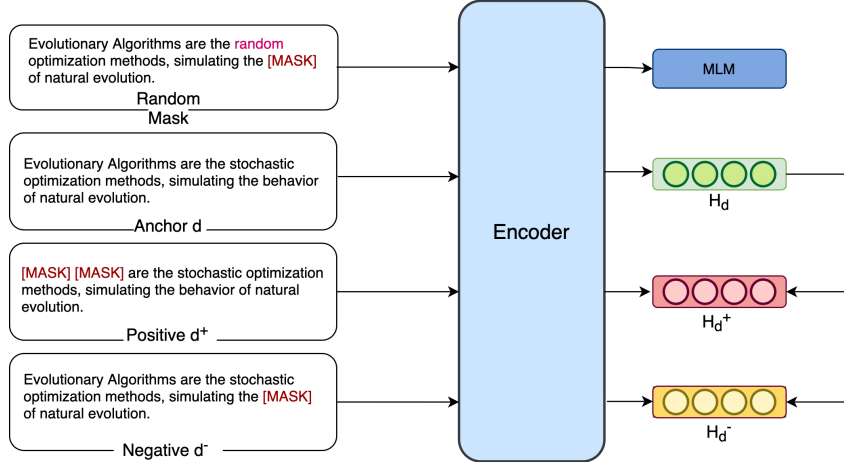 Evolutionary Algorithms are the random
optimization methods, simulating the [MASK]
of natural evolution.
Random
Mask
Evolutionary Algorithms are the stochastic
optimization methods, simulating the behavior
of natural evolution.
Anchor d
[MASK] [MASK] are the stochastic optimization
methods, simulating the behavior of natural
evolution.
Positive d+
Evolutionary Algorithms are the stochastic
optimization methods, simulating the [MASK]
of natural evolution.
Negative d-
Encoder
MLM
Hd
Hd+
Hd-